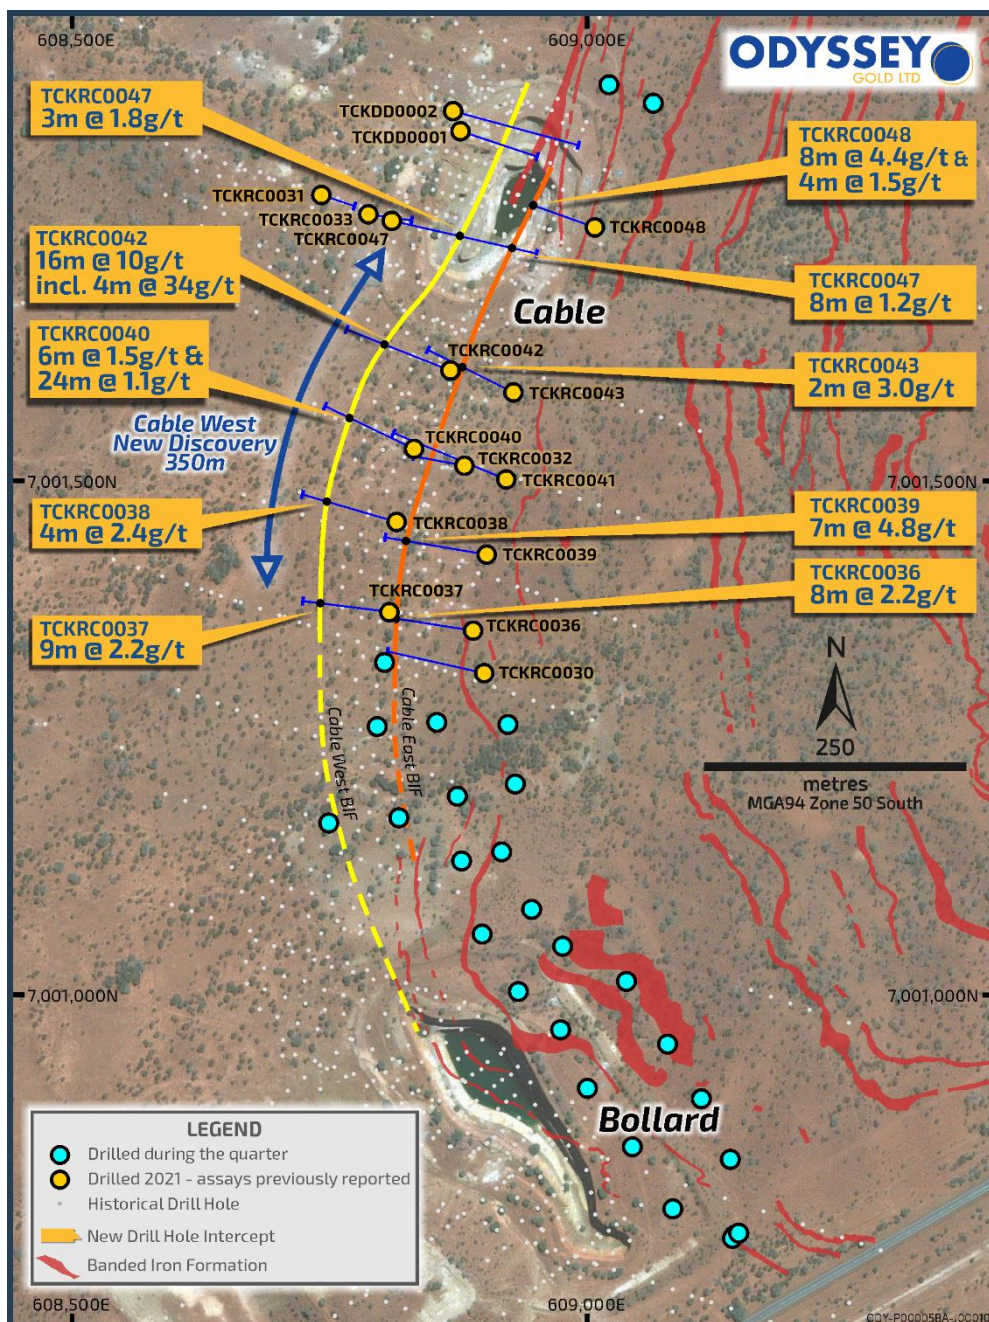 608,500E
609,000E
ODYSSEY
GOLD LTD
TCKRC0047
3m @ 1.8g/t
TCKDD0002
TCKDD0001
TCKRC0048
8m @ 4.4g/t &
4m @ 1.5g/t
TCKRC0031
TCKRC0033
TCKRC0047
TCKRC0048
TCKRC0042
16m @ 10g/t
incl. 4m @ 34g/t
TCKRC0047
8m @ 1.2g/t
Cable
TCKRC0040
6m @ 1.5g/t &
24m @ 1.1g/t
TCKRC0042
TCKRC0043
TCKRC0043
2m @ 3.0g/t
Cable West
New Discovery
350m
TCKRC0040
TCKRC0032
TCKRC0041
7,001,500N
7,001,500N
TCKRC0038
4m @ 2.4g/t
TCKRC0038
TCKRC0039
TCKRC0039
7m @ 4.8g/t
TCKRC0037
TCKRC0036
8m @ 2.2g/t
TCKRC0037
9m @ 2.2g/t
TCKRC0036
TCKRC0030
N
Cable West BIF
Cable East BIF
250
metres
MGA94 Zone 50 South
7,001,000N
7,001,000N
Bollard
LEGEND
Drilled during the quarter
Drilled 2021 - assays previously reported
Historical Drill Hole
New Drill Hole Intercept
Banded Iron Formation
608,500E
609,000E